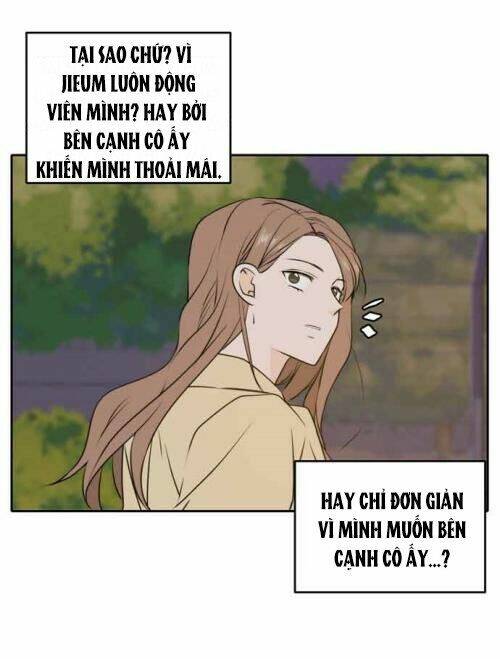 TẠI SAO CHỨ? VÌ
JIEUM LUÔN ĐỘNG
VIÊN MÌNH? HAY BỞI
BÊN CẠNH CÔ ẤY
KHIẾN MÌNH THOẢI MÁI.
HAY CHỈ ĐƠN GIẢN
VÌ MÌNH MUỐN BÊN
CẠNH CÔ ẤY...?